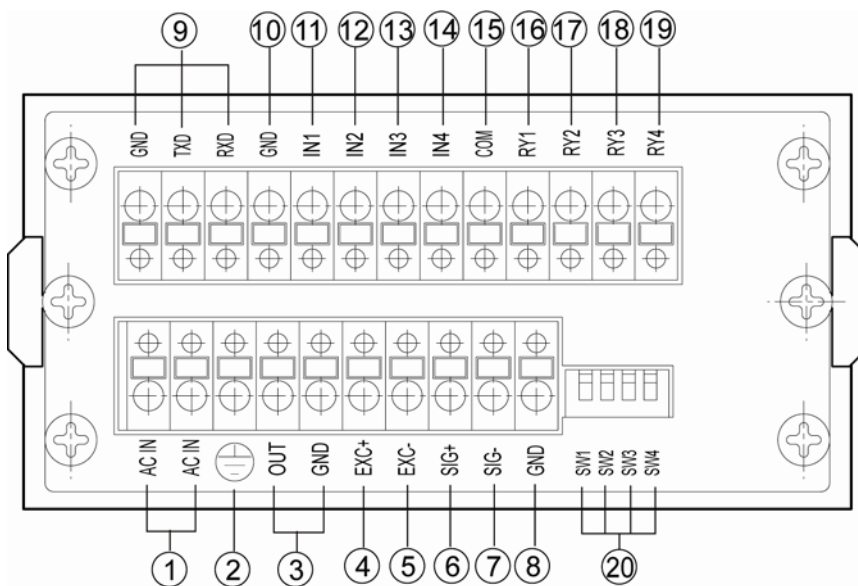 9 10 11 12 13 14 15 16 17 18 19
GND TXD RXD GND IN1 IN2 IN3 IN4 COM RY1 RY2 RY3 RY4
AC IN AC IN OUT GND EXC+ EXC- SIG+ SIG- GND SW1 SW2 SW3 SW4
1 2 3 4 5 6 7 8 20